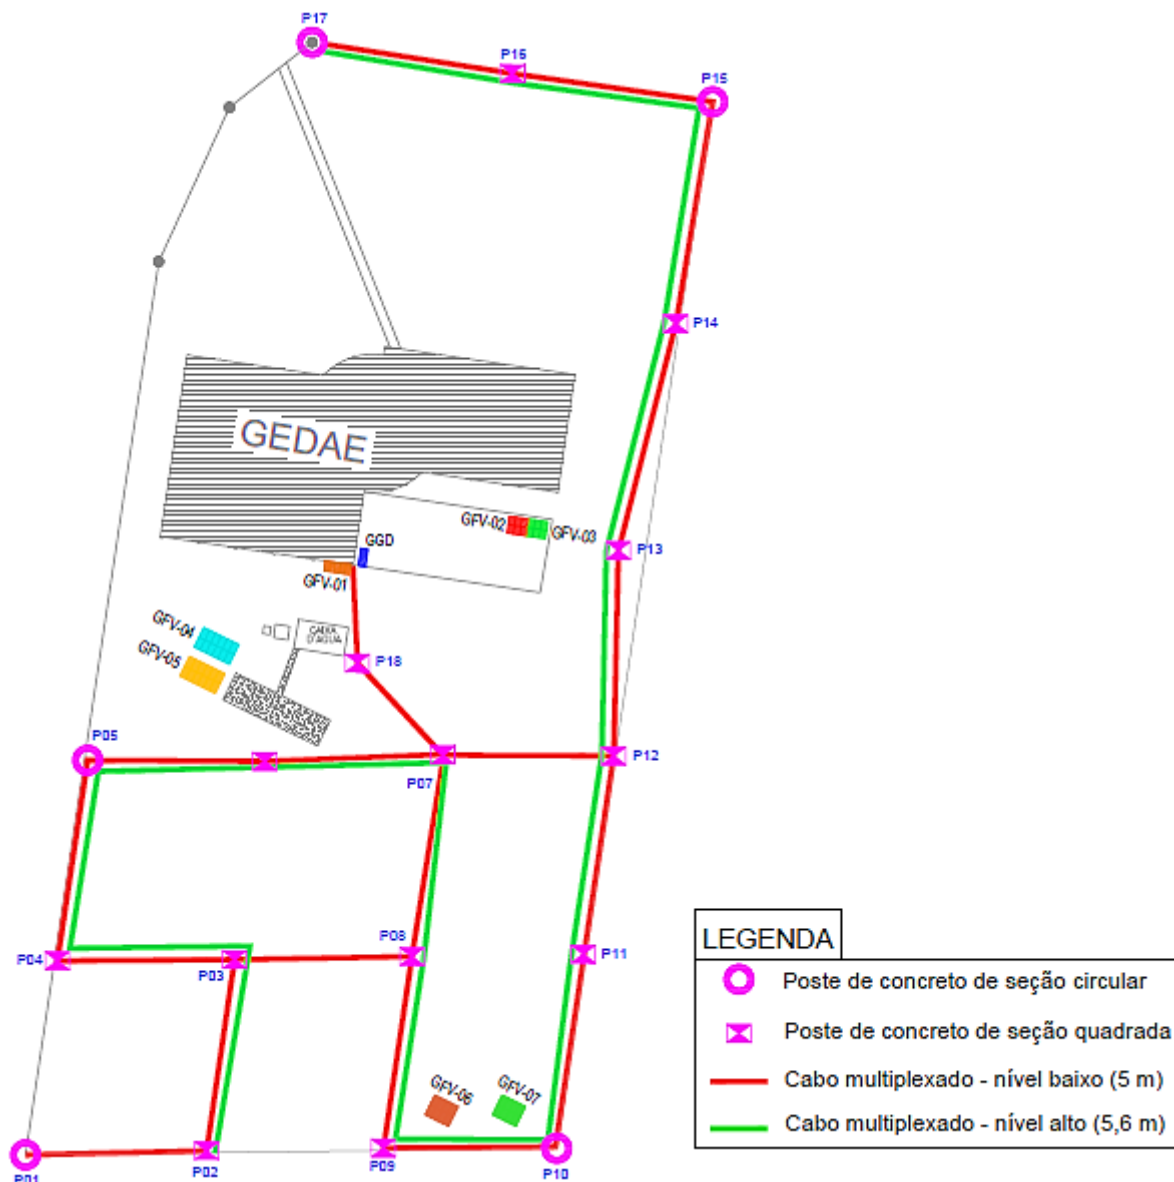 P17
P16
P15
P14
GEDAE
GFV-02
GFV-03
GGD
P13
GFV-01
GFV-04
CAIXA
D'AGUA
GFV-05
P18
P05
P12
P07
P08
P04
P03
P11
GFV-06
GFV-07
P01
P02
P09
P10
LEGENDA
Poste de concreto de seção circular
Poste de concreto de seção quadrada
Cabo multiplexado - nível baixo (5 m)
Cabo multiplexado - nível alto (5,6 m)